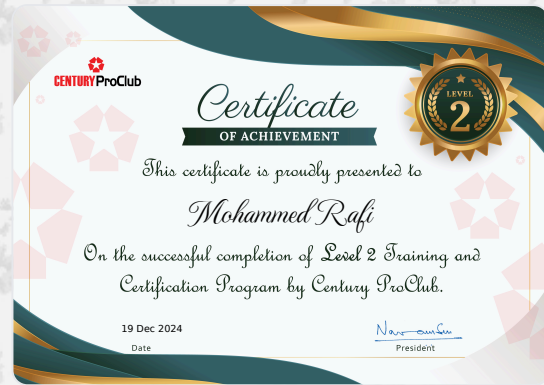 CENTURY ProClub
Certificate
OF ACHIEVEMENT
LEVEL
2
This certificate is proudly presented to
Mohammed Rafi
On the successful completion of Level 2 Training and
Certification Program by Century ProClub.
19 Dec 2024
Date
President